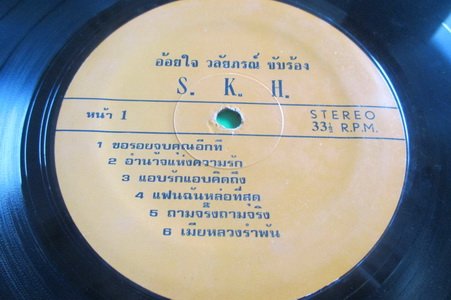 อ้อยใจ วลัยภรณ์ ขับร้อง
S. K. H.
หน้า 1
STEREO
33⅓ R.P.M.
1 ขอรอยจูบคุณอีกที
2 อำนาจแห่งความรัก
3 แอบรักแอบคิดถึง
4 แฟนฉันหล่อที่สุด
5 ถามจริงถามจริง
6 เมียหลวงรำพัน